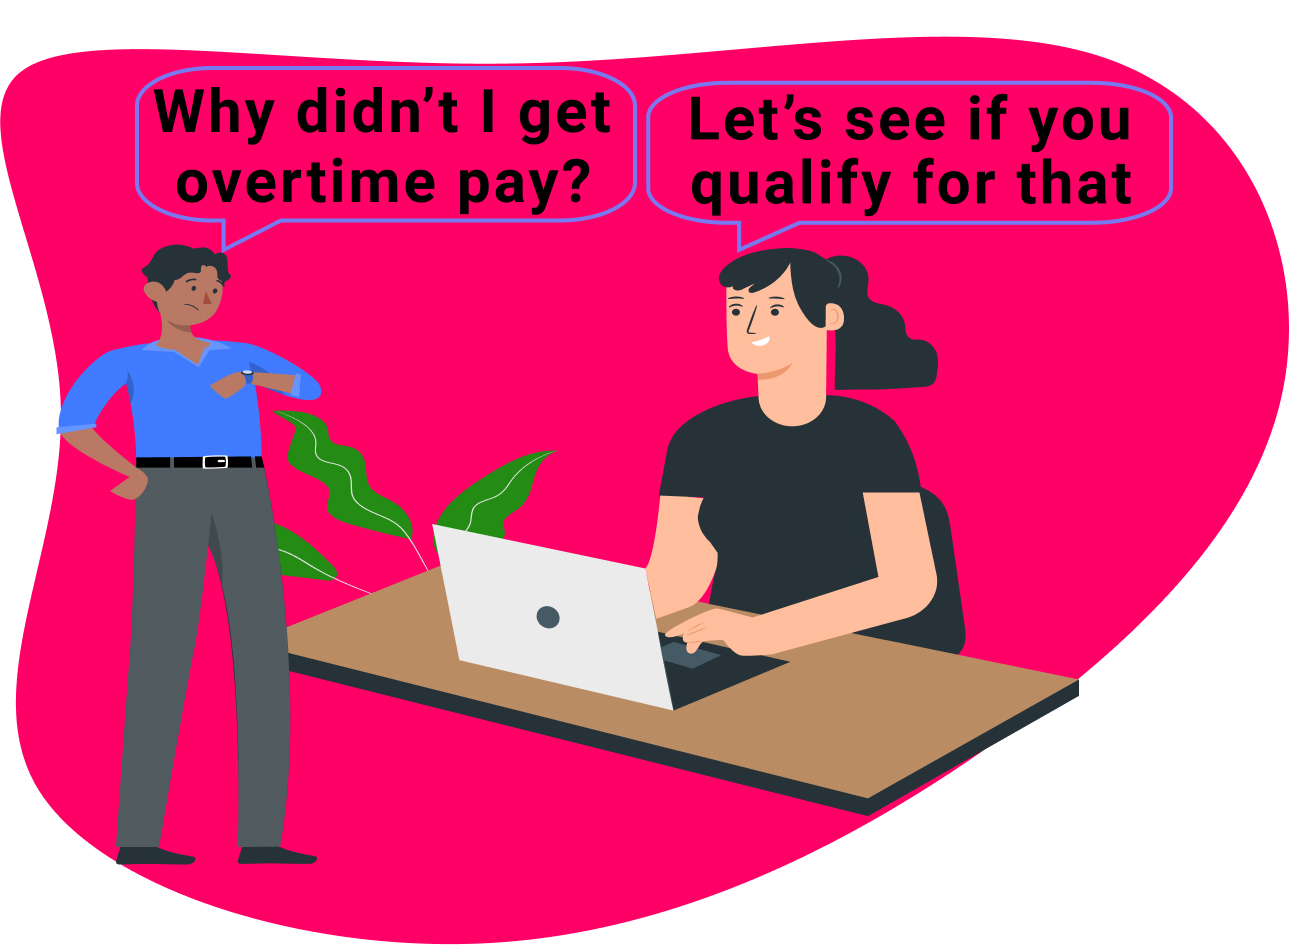 Why didn’t I get
overtime pay?
Let’s see if you
qualify for that